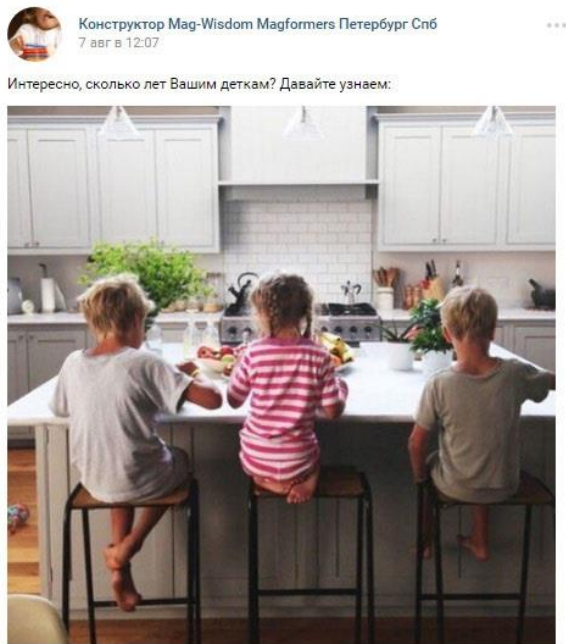 Конструктор Mag-Wisdom Magformers Петербург Спб
7 авг в 12:07
Интересно, сколько лет Вашим деткам? Давайте узнаем: